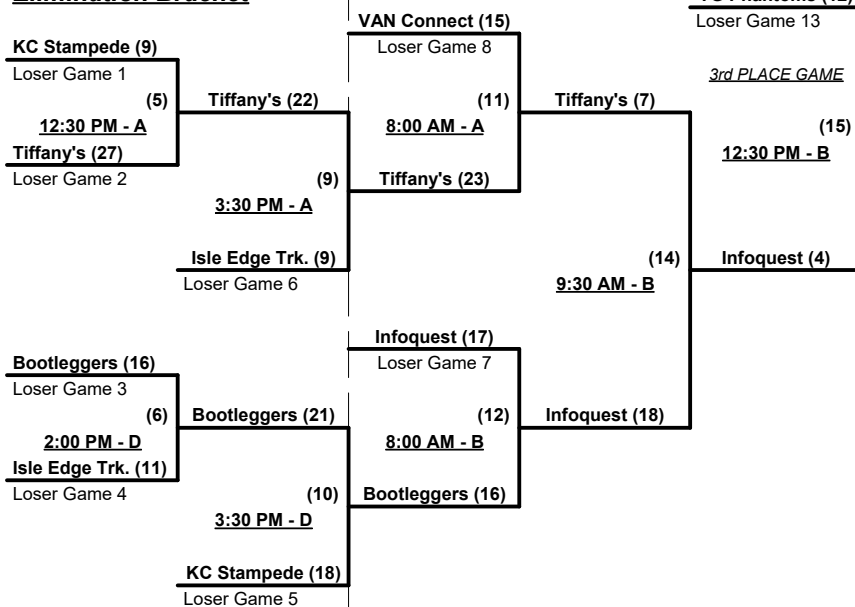 VAN Connect (15)
Loser Game 8
Loser Game 13
KC Stampede (9)
Loser Game 1
3rd PLACE GAME
(5)
Tiffany's (22)
(11)
Tiffany's (7)
12:30 PM - A
8:00 AM - A
(15)
Tiffany's (27)
12:30 PM - B
Loser Game 2
(9)
Tiffany's (23)
3:30 PM - A
Isle Edge Trk. (9)
(14)
Infoquest (4)
Loser Game 6
9:30 AM - B
Infoquest (17)
Bootleggers (16)
Loser Game 7
Loser Game 3
(6)
Bootleggers (21)
(12)
Infoquest (18)
2:00 PM - D
8:00 AM - B
Isle Edge Trk. (11)
Loser Game 4
(10)
Bootleggers (16)
3:30 PM - D
KC Stampede (18)
Loser Game 5